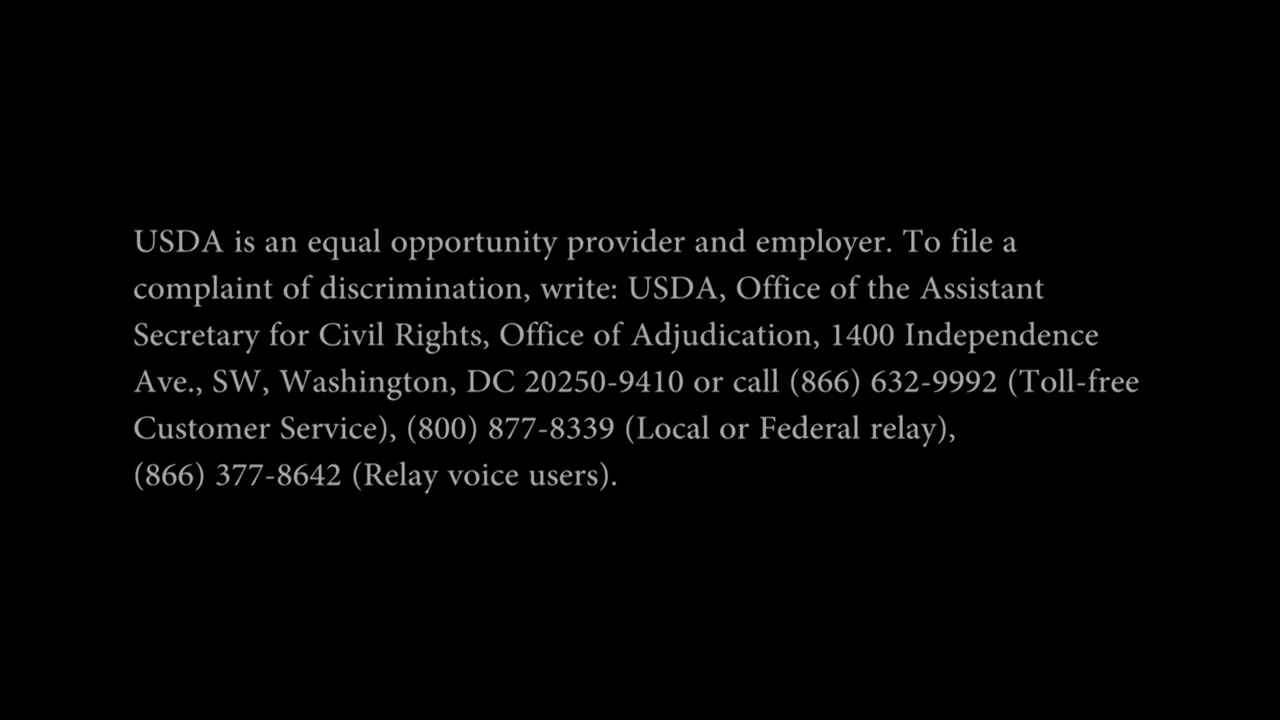 USDA is an equal opportunity provider and employer. To file a
complaint of discrimination, write: USDA, Office of the Assistant
Secretary for Civil Rights, Office of Adjudication, 1400 Independence
Ave., SW, Washington, DC 20250-9410 or call (866) 632-9992 (Toll-free
Customer Service), (800) 877-8339 (Local or Federal relay),
(866) 377-8642 (Relay voice users).